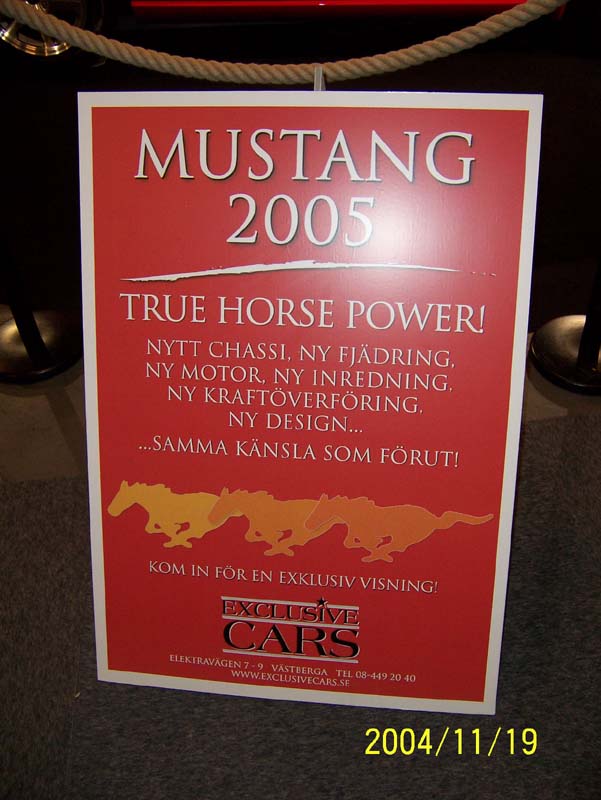 MUSTANG
2005
TRUE HORSE POWER!
NYTT CHASSI, NY FJÄDRING,
NY MOTOR, NY INREDNING,
NY KRAFTÖVERFÖRING,
NY DESIGN...
...SAMMA KÄNSLA SOM FÖRUT!
KOM IN FÖR EN EXKLUSIV VISNING!
EXCLUSIVE
CARS
ELEKTRAVÄGEN 7 - 9 VÄSTBERGA TEL 08-449 20 40
WWW.EXCLUSIVECARS.SE
2004/11/19